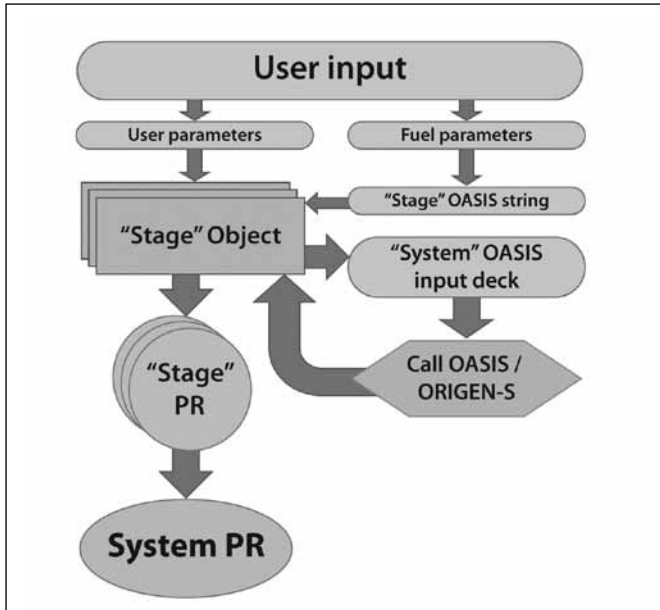 User input
User parameters
Fuel parameters
“Stage” OASIS string
“Stage” Object
“System” OASIS
input deck
“Stage”
PR
Call OASIS /
ORIGEN-S
System PR